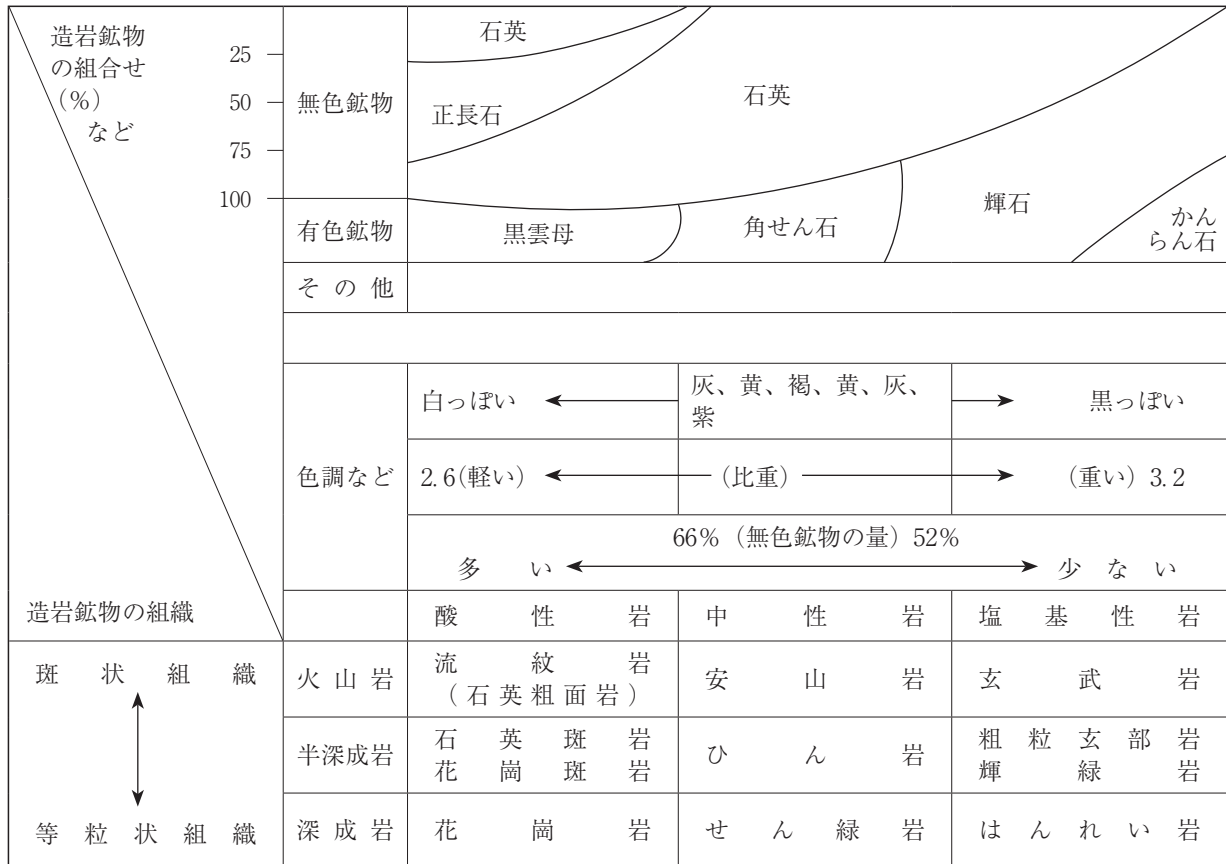 造岩鉱物
の組合せ
(%)
など
25
50
75
100
無色鉱物
石英
正長石
石英
有色鉱物
黒雲母
角せん石
輝石
かん
らん石
その他
色調など
白っぽい
灰、黄、褐、黄、灰、
紫
黒っぽい
2.6(軽い)
(比重)
(重い) 3.2
66% (無色鉱物の量) 52%
多い
少ない
造岩鉱物の組織
酸性岩
中性岩
塩基性岩
斑状組織
火山岩
流紋岩
(石英粗面岩)
安山岩
玄武岩
半深成岩
石英斑岩
花崗斑岩
ひん岩
粗粒玄部岩
輝緑岩
等粒状組織
深成岩
花崗岩
せん緑岩
はんれい岩